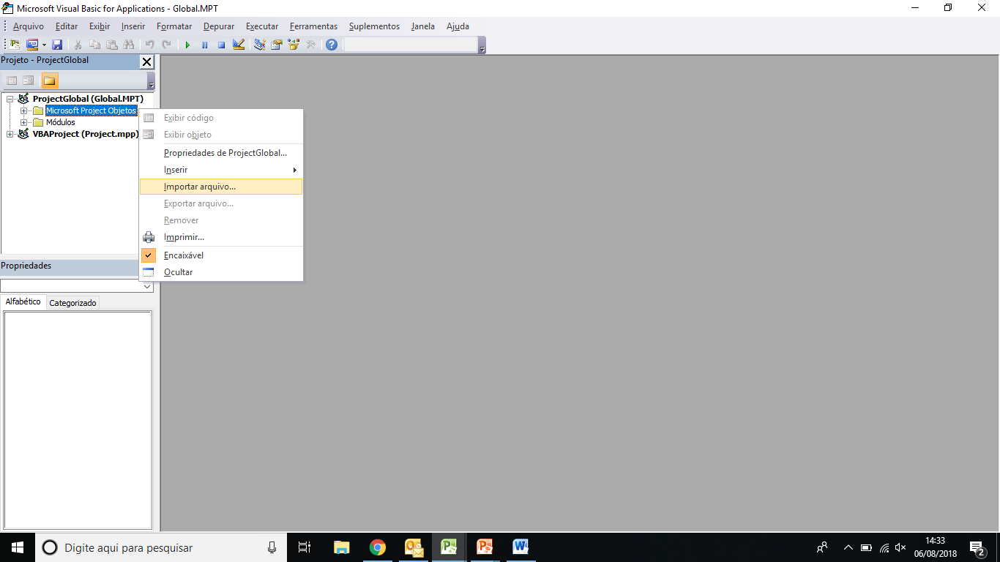 Microsoft Visual Basic for Applications - Global.MPT
Arquivo Editar Exibir Inserir Formatar Depurar Executar Ferramentas Suplementos Janela Ajuda
Projeto - ProjectGlobal
ProjectGlobal (Global.MPT)
Microsoft Project Objetos
Módulos
VBAProject (Project.mpp)
Exibir código
Exibir objeto
Propriedades de ProjectGlobal...
Inserir
Importar arquivo...
Exportar arquivo...
Remover
Imprimir...
Encaixável
Ocultar
Propriedades
Alfabético Categorizado
Digite aqui para pesquisar
14:33
06/08/2018
2